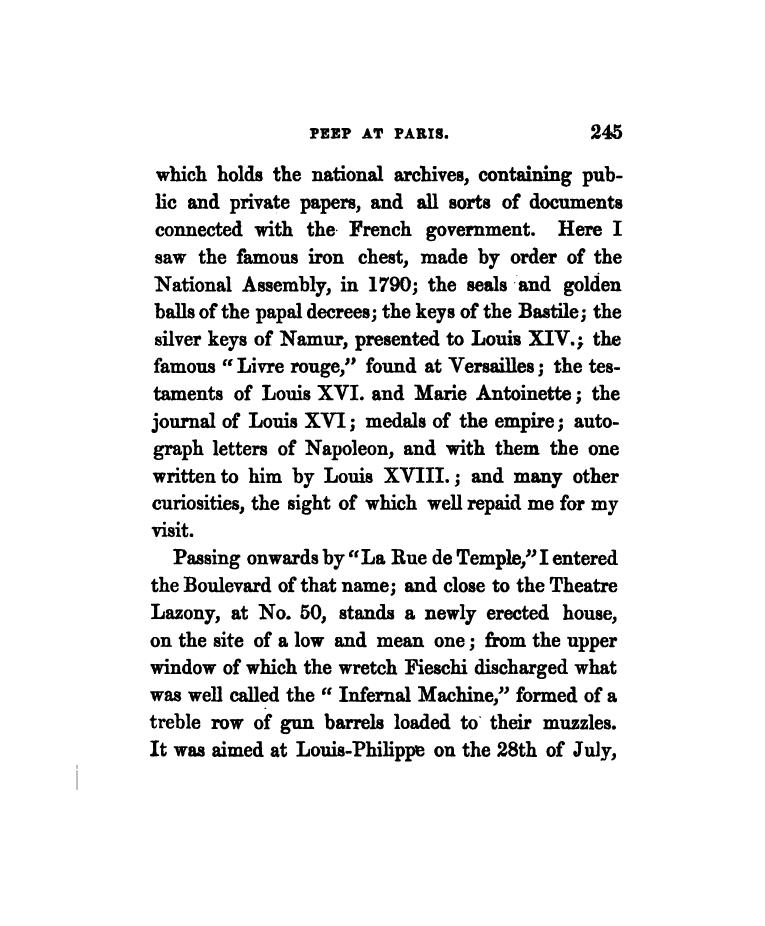 PEEP AT PARIS. 245
which holds the national archives, containing pub-
lic and private papers, and all sorts of documents
connected with the French government. Here I
saw the famous iron chest, made by order of the
National Assembly, in 1790; the seals and golden
balls of the papal decrees; the keys of the Bastile; the
silver keys of Namur, presented to Louis XIV.; the
famous "Livre rouge," found at Versailles; the tes-
taments of Louis XVI. and Marie Antoinette; the
journal of Louis XVI; medals of the empire; auto-
graph letters of Napoleon, and with them the one
written to him by Louis XVIII.; and many other
curiosities, the sight of which well repaid me for my
visit.
Passing onwards by "La Rue de Temple," I entered
the Boulevard of that name; and close to the Theatre
Lazony, at No. 50, stands a newly erected house,
on the site of a low and mean one; from the upper
window of which the wretch Fieschi discharged what
was well called the "Infernal Machine," formed of a
treble row of gun barrels loaded to their muzzles.
It was aimed at Louis-Philippe on the 28th of July,